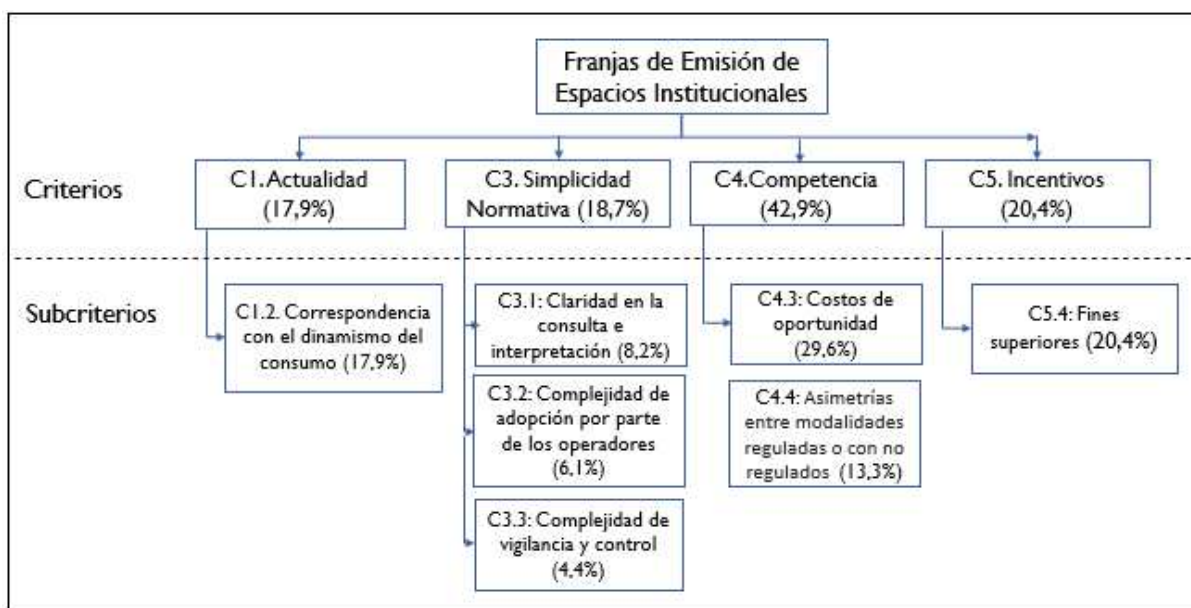 Franjas de Emisión de
Espacios Institucionales
Criterios
C1.Actualidad
(17,9%)
C3. Simplicidad
Normativa (18,7%)
C4.Competencia
(42,9%)
C5. Incentivos
(20,4%)
Subcriterios
C1.2. Correspondencia
con el dinamismo del
consumo (17,9%)
C3.1: Claridad en la
consulta e
interpretación (8,2%)
C3.2: Complejidad de
adopción por parte
de los operadores
(6,1%)
C3.3: Complejidad de
vigilancia y control
(4,4%)
C4.3: Costos de
oportunidad
(29,6%)
C4.4: Asimetrías
entre modalidades
reguladas o con no
regulados (13,3%)
C5.4: Fines
superiores (20,4%)